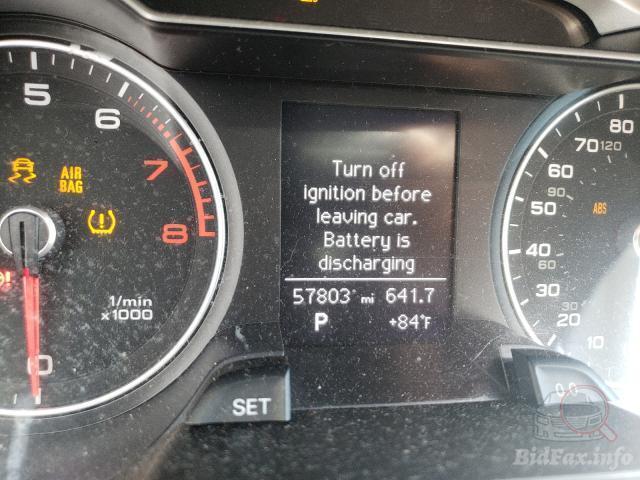 5
6
7
8
AIR
BAG
1/min
x1000
0
Turn off
ignition before
leaving car.
Battery is
discharging
57803 mi 641.7
P +84°F
SET
0.0
80
70 120
60
90
50
ABS
40
60
30
30
20
10
BidFax.info